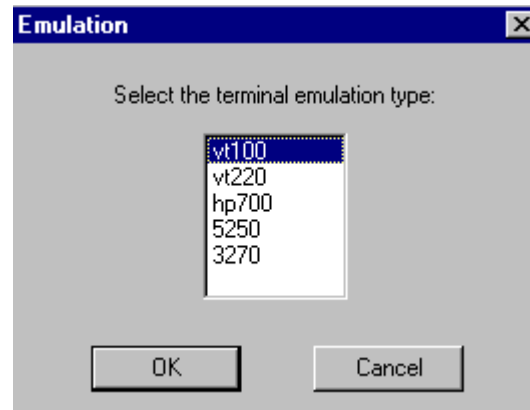 Emulation
Select the terminal emulation type:
vt100
vt220
hp700
5250
3270
OK Cancel